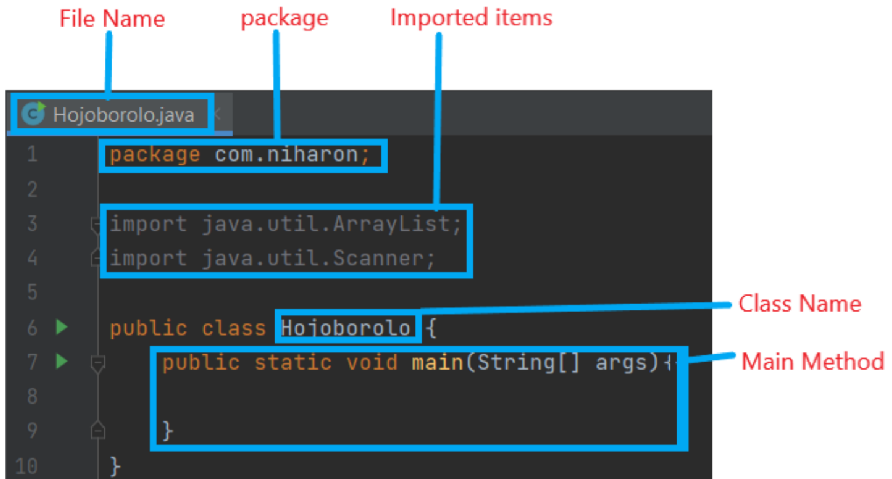 File Name package Imported items
Hojoborolo.java
1 package com.niharon;
2
3 import java.util.ArrayList;
4 import java.util.Scanner;
5
6 public class Hojoborolo {
Class Name
7 public static void main(String[] args){
Main Method
8
9 }
10 }